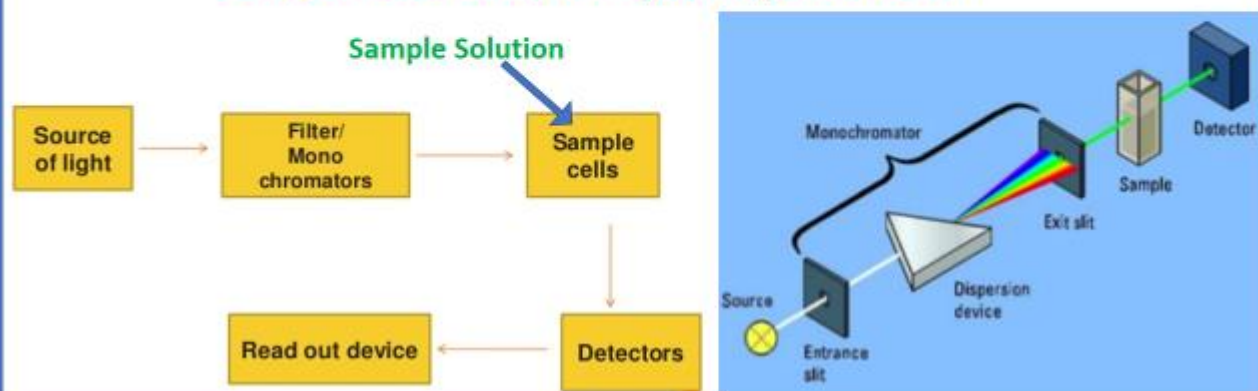 Sample Solution
Source
of light
Filter/
Mono
chromators
Sample
cells
Read out device
Detectors
Monochromator
Detector
Sample
Exit slit
Dispersion
device
Source
Entrance
slit